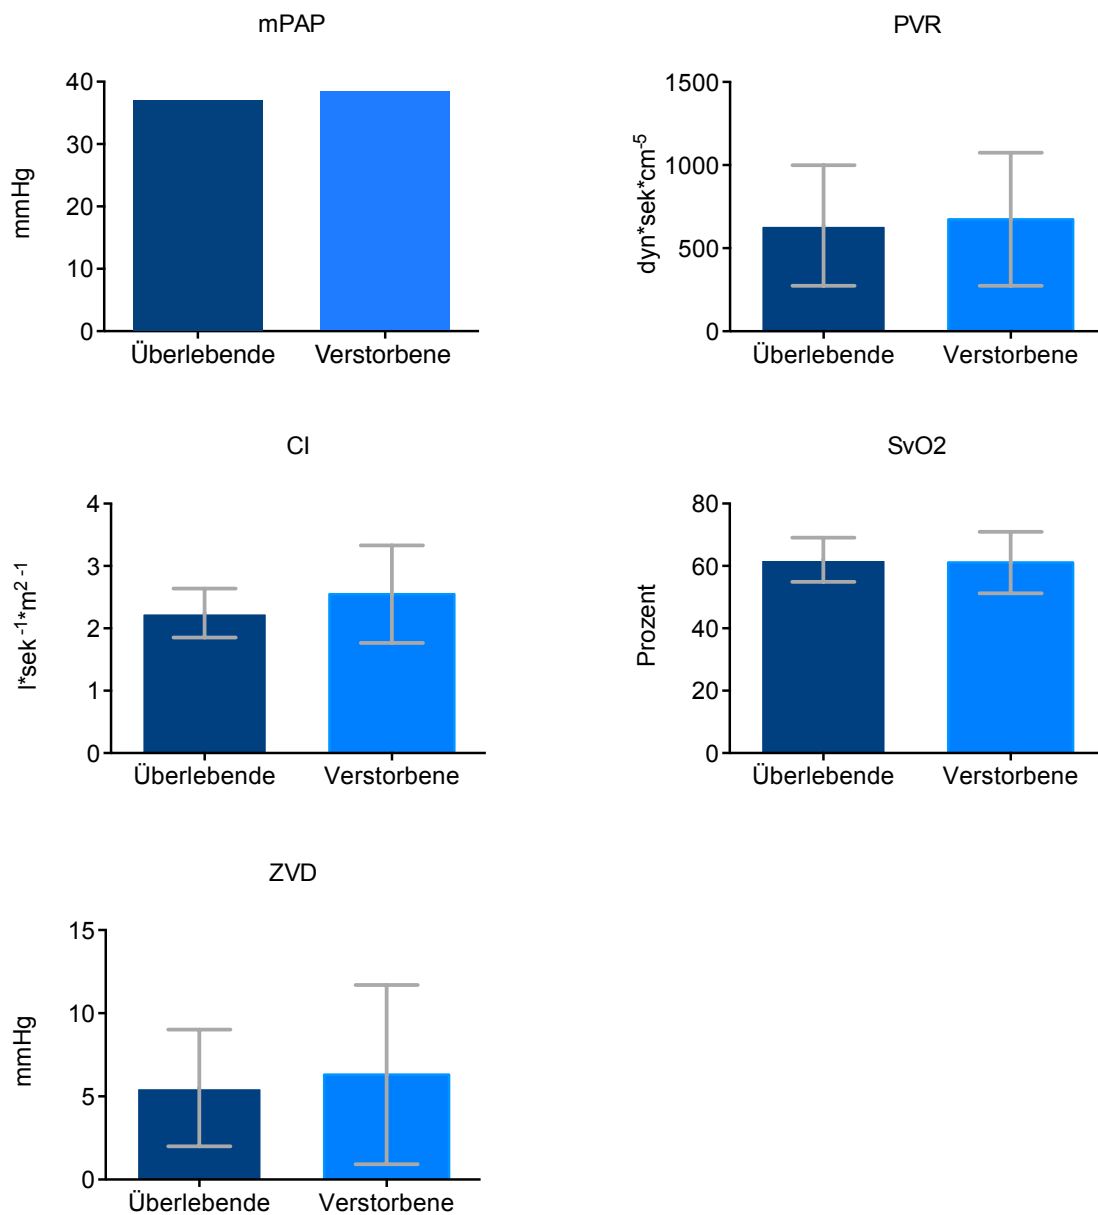 mPAP
mmHg
40
30
20
10
0
Überlebende Verstorbene
PVR
dyn*sek*cm-5
1500
1000
500
0
Überlebende Verstorbene
CI
l*sek-1*m2 -1
4
3
2
1
0
Überlebende Verstorbene
SvO2
Prozent
80
60
40
20
0
Überlebende Verstorbene
ZVD
mmHg
15
10
5
0
Überlebende Verstorbene